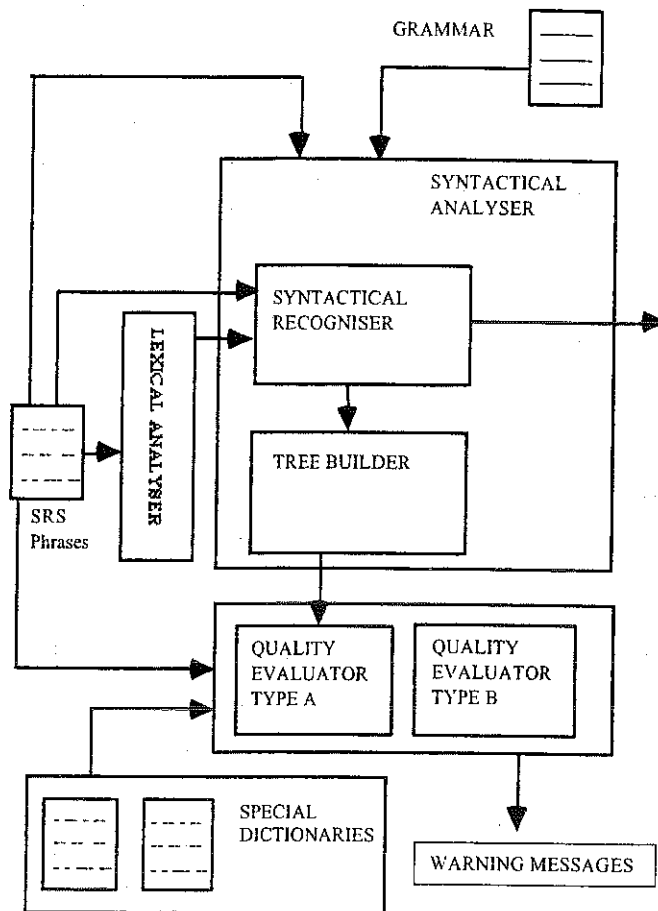 GRAMMAR
SYNTACTICAL
ANALYSER
SYNTACTICAL
RECOGNISER
LEXICAL ANALYSER
TREE BUILDER
SRS
Phrases
QUALITY
EVALUATOR
TYPE A
QUALITY
EVALUATOR
TYPE B
SPECIAL
DICTIONARIES
WARNING MESSAGES